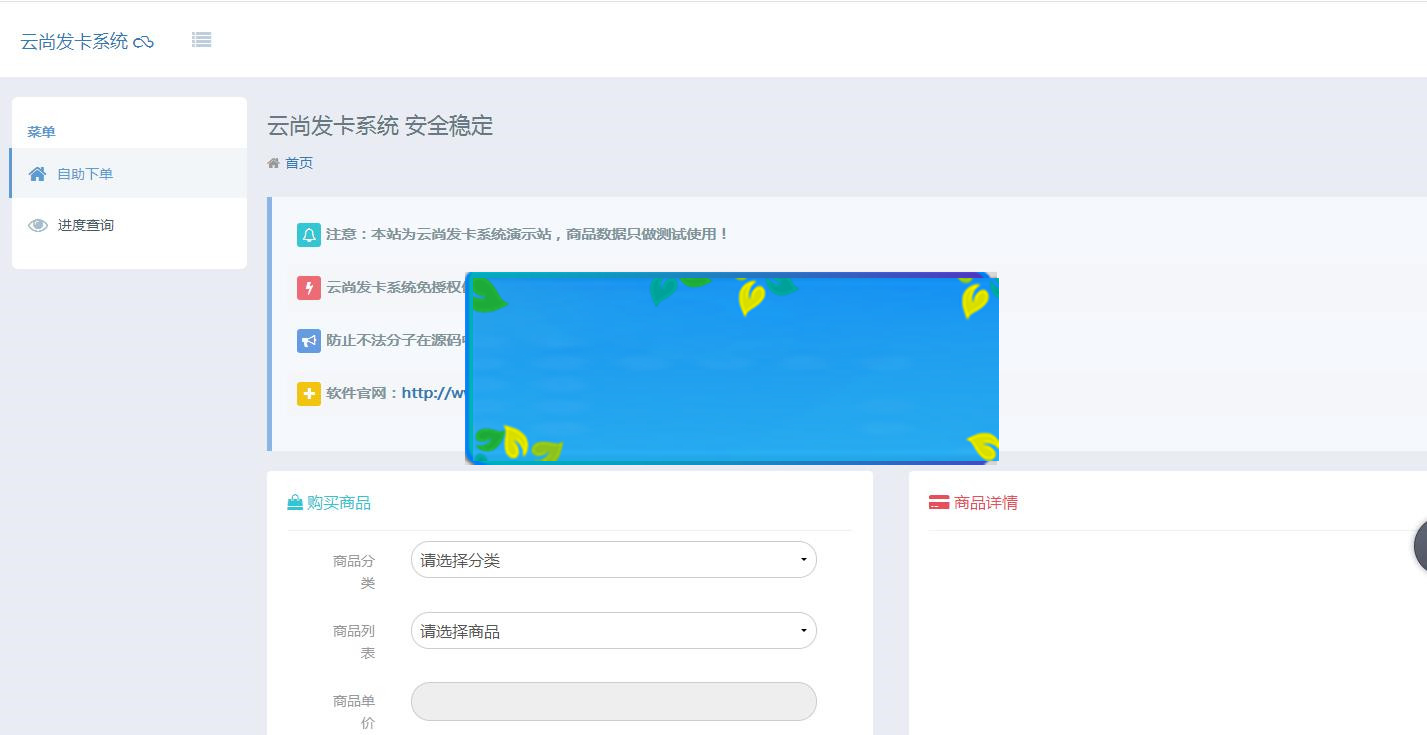 云尚发卡系统
菜单
自助下单
进度查询
云尚发卡系统 安全稳定
首页
注意：本站为云尚发卡系统演示站，商品数据只做测试使用！
云尚发卡系统免授权
防止不法分子在源码
软件官网：http://w
购买商品
商品分类
请选择分类
商品列表
请选择商品
商品单价
商品详情